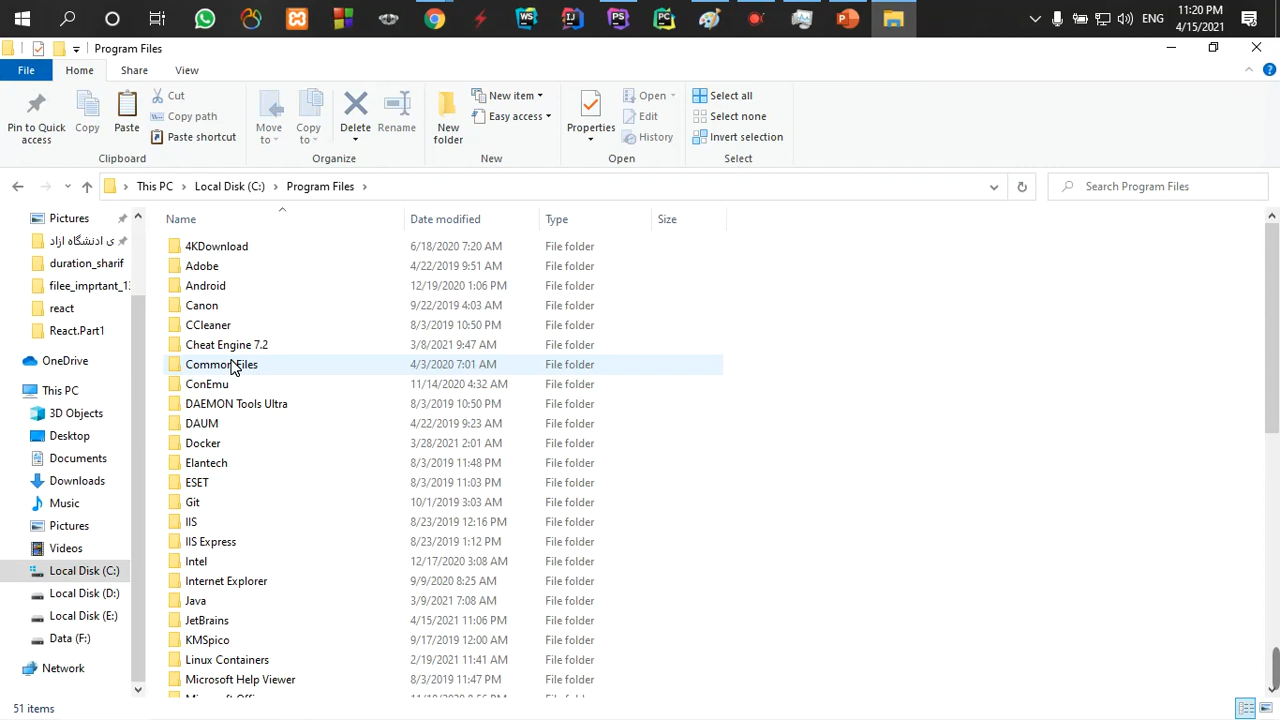 11:20 PM
ENG
4/15/2021
Program Files
File Home Share View
Pin to Quick access
Copy
Paste
Cut
Copy path
Paste shortcut
Clipboard
Move to
Copy to
Delete
Rename
Organize
New folder
New item
Easy access
New
Properties
Open
Edit
History
Open
Select all
Select none
Invert selection
Select
This PC > Local Disk (C:) > Program Files >
Search Program Files
Pictures
ی ادنشگاه ازاد
duration_sharif
react
React.Part1
OneDrive
This PC
3D Objects
Desktop
Documents
Downloads
Music
Pictures
Videos
Local Disk (C:)
Local Disk (D:)
Local Disk (E:)
Data (F:)
Network
Name Date modified Type Size
4KDownload 6/18/2020 7:20 AM File folder
Adobe 4/22/2019 9:51 AM File folder
Android 12/19/2020 1:06 PM File folder
Canon 9/22/2019 4:03 AM File folder
CCleaner 8/3/2019 10:50 PM File folder
Cheat Engine 7.2 3/8/2021 9:47 AM File folder
Common Files 4/3/2020 7:01 AM File folder
ConEmu 11/14/2020 4:32 AM File folder
DAEMON Tools Ultra 8/3/2019 10:50 PM File folder
DAUM 4/22/2019 9:23 AM File folder
Docker 3/28/2021 2:01 AM File folder
Elantech 8/3/2019 11:48 PM File folder
ESET 8/3/2019 11:03 PM File folder
Git 10/1/2019 3:03 AM File folder
IIS 8/23/2019 12:16 PM File folder
IIS Express 8/23/2019 1:12 PM File folder
Intel 12/17/2020 3:08 AM File folder
Internet Explorer 9/9/2020 8:25 AM File folder
Java 3/9/2021 7:08 AM File folder
JetBrains 4/15/2021 11:06 PM File folder
KMSpico 9/17/2019 12:00 AM File folder
Linux Containers 2/19/2021 11:41 AM File folder
Microsoft Help Viewer 8/3/2019 11:47 PM File folder
51 items